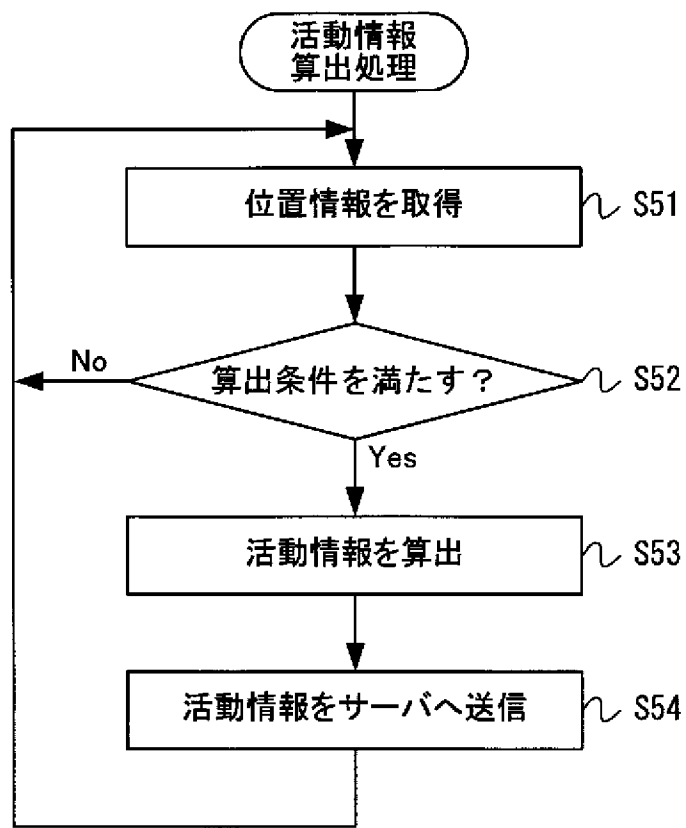 活動情報
算出処理
位置情報を取得
S51
算出条件を満たす？
S52
No
Yes
活動情報を算出
S53
活動情報をサーバへ送信
S54